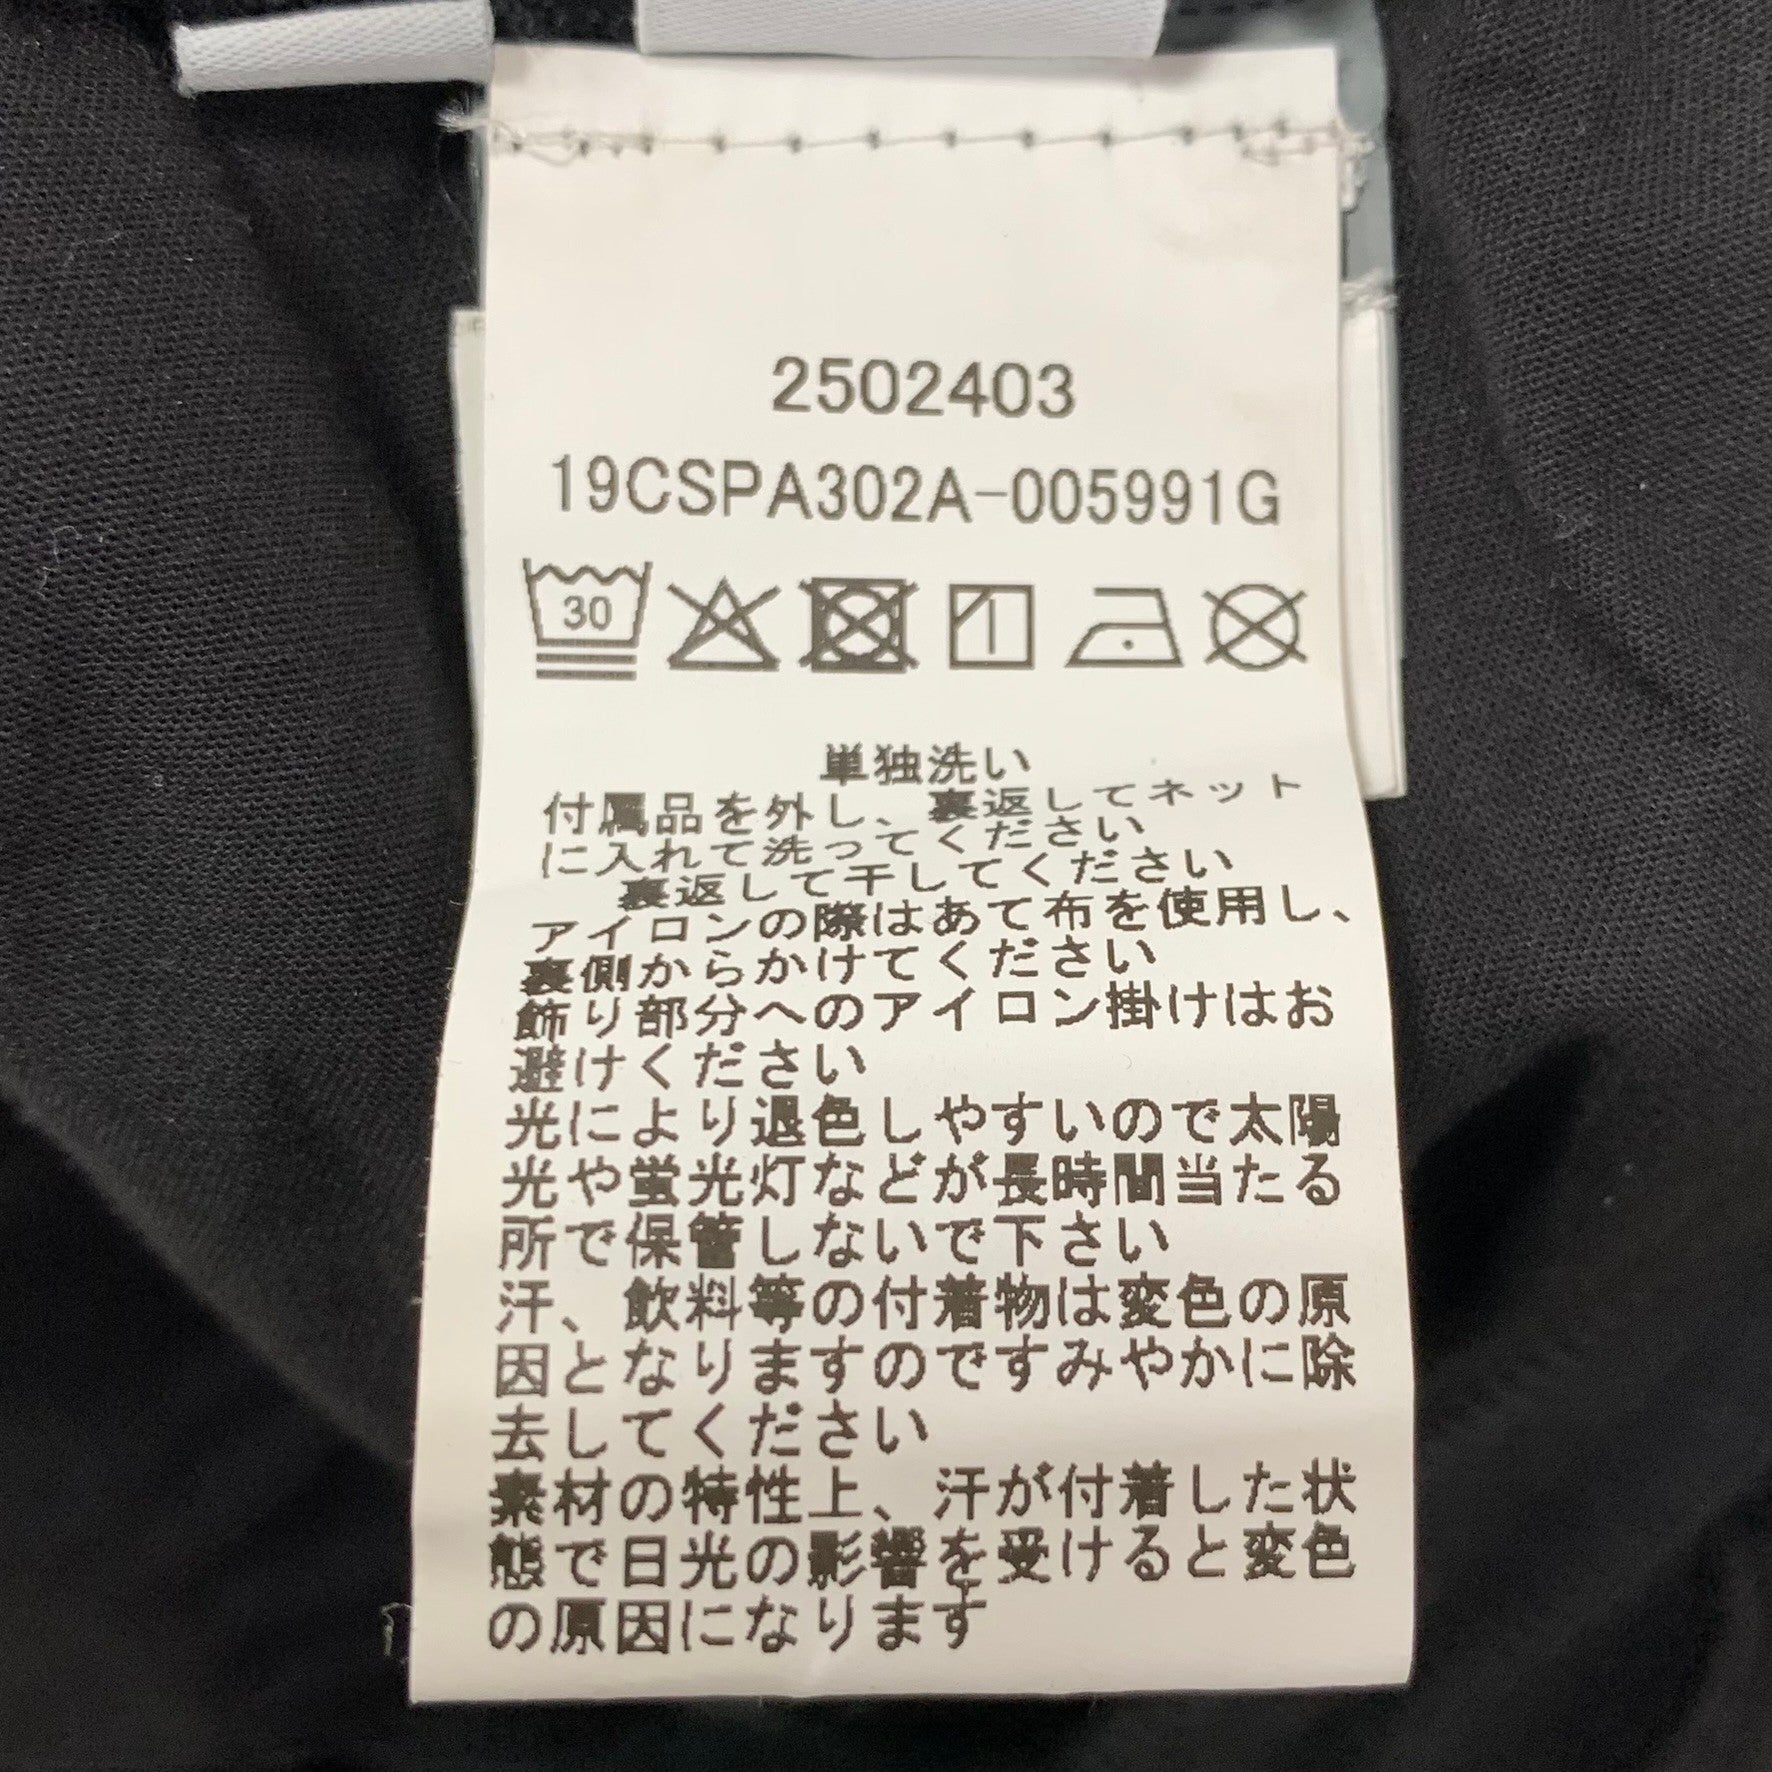 2502403
19CSPA302A-005991G
30
単独洗い
付属品を外し、裏返してネット
に入れて洗ってください
裏返して干してください
アイロンの際はあて布を使用し、
裏側からかけてください
飾り部分へのアイロン掛けはお
避けください
光により退色しやすいので太陽
光や蛍光灯などが長時間当たる
所で保管しないで下さい
汗、飲料等の付着物は変色の原
因となりますのですみやかに除
去してください
素材の特性上、汗が付着した状
態で日光の影響を受けると変色
の原因になります